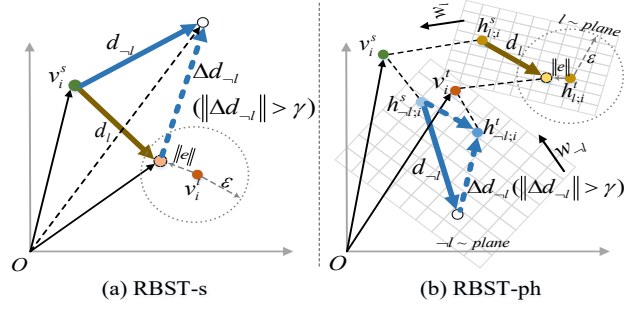 v_i^s
d_{¬l}
Δd_{¬l}
(‖Δd_{¬l}‖ > γ)
d_l
‖e‖
v_i^t
ε
O
(a) RBST-s
w_l
l ~ plane
v_i^s
h_{l;i}^s
d_l
‖e‖
ε
h_{l;i}^t
v_i^t
h_{¬l;i}^s
h_{¬l;i}^t
w_{¬l}
d_{¬l}
Δd_{¬l}(‖Δd_{¬l}‖ > γ)
¬l ~ plane
O
(b) RBST-ph